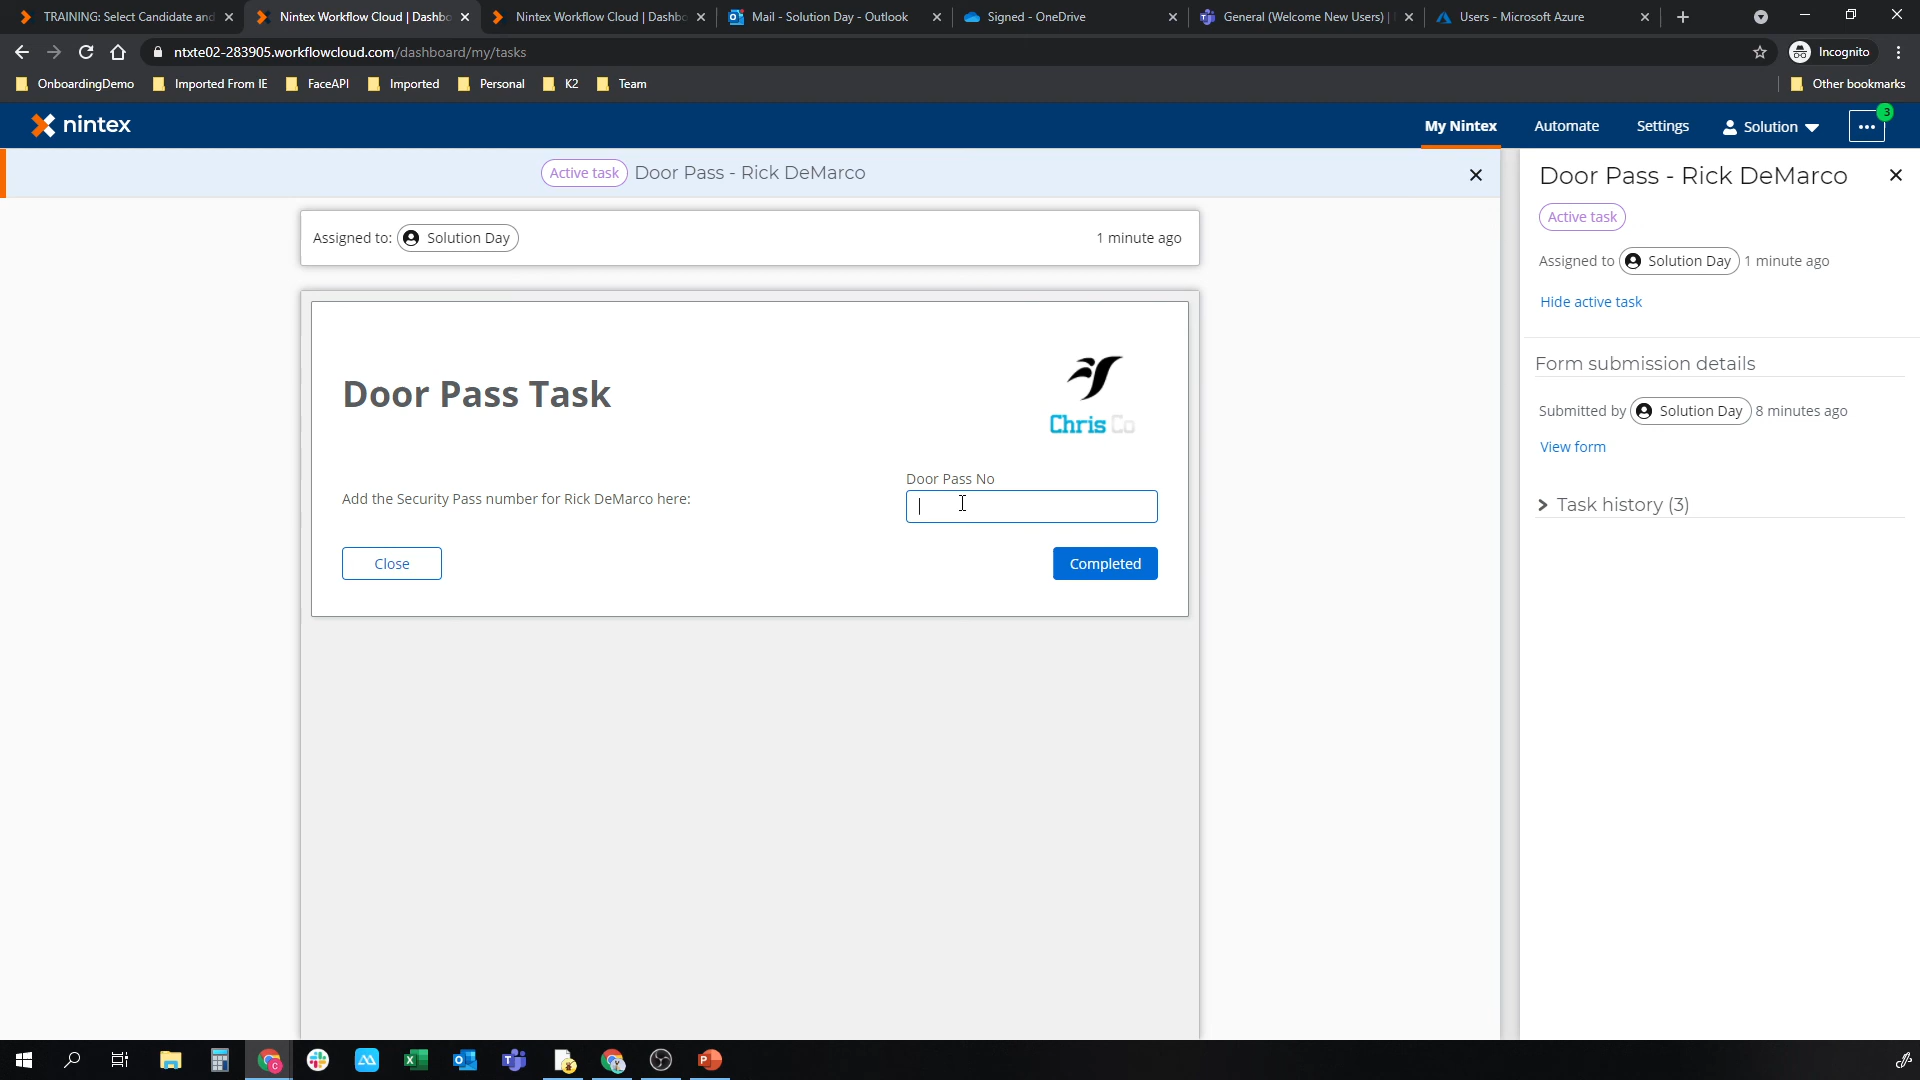 TRAINING: Select Candidate and
Nintex Workflow Cloud | Dashbo
Nintex Workflow Cloud | Dashbo
Mail - Solution Day - Outlook
Signed - OneDrive
General (Welcome New Users) |
Users - Microsoft Azure
ntxte02-283905.workflowcloud.com/dashboard/my/tasks
Incognito
OnboardingDemo
Imported From IE
FaceAPI
Imported
Personal
K2
Team
Other bookmarks
nintex
My Nintex
Automate
Settings
Solution
3
Active task Door Pass - Rick DeMarco
Assigned to: Solution Day
1 minute ago
Door Pass Task
Chris Co
Door Pass No
Add the Security Pass number for Rick DeMarco here:
Close
Completed
Door Pass - Rick DeMarco
Active task
Assigned to Solution Day 1 minute ago
Hide active task
Form submission details
Submitted by Solution Day 8 minutes ago
View form
Task history (3)